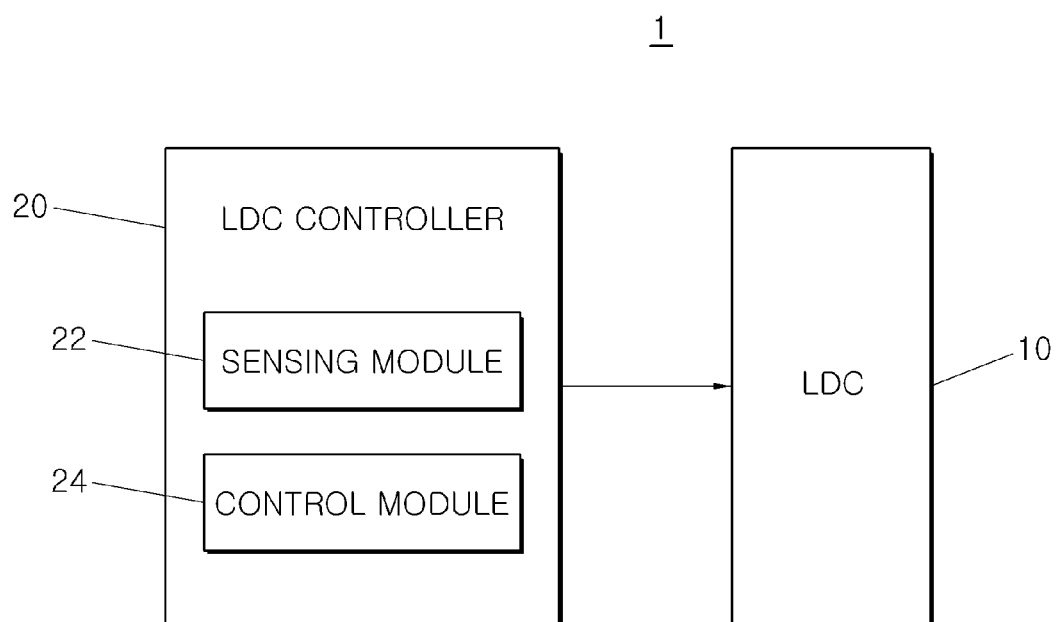 1
20
LDC CONTROLLER
22
SENSING MODULE
10
LDC
24
CONTROL MODULE